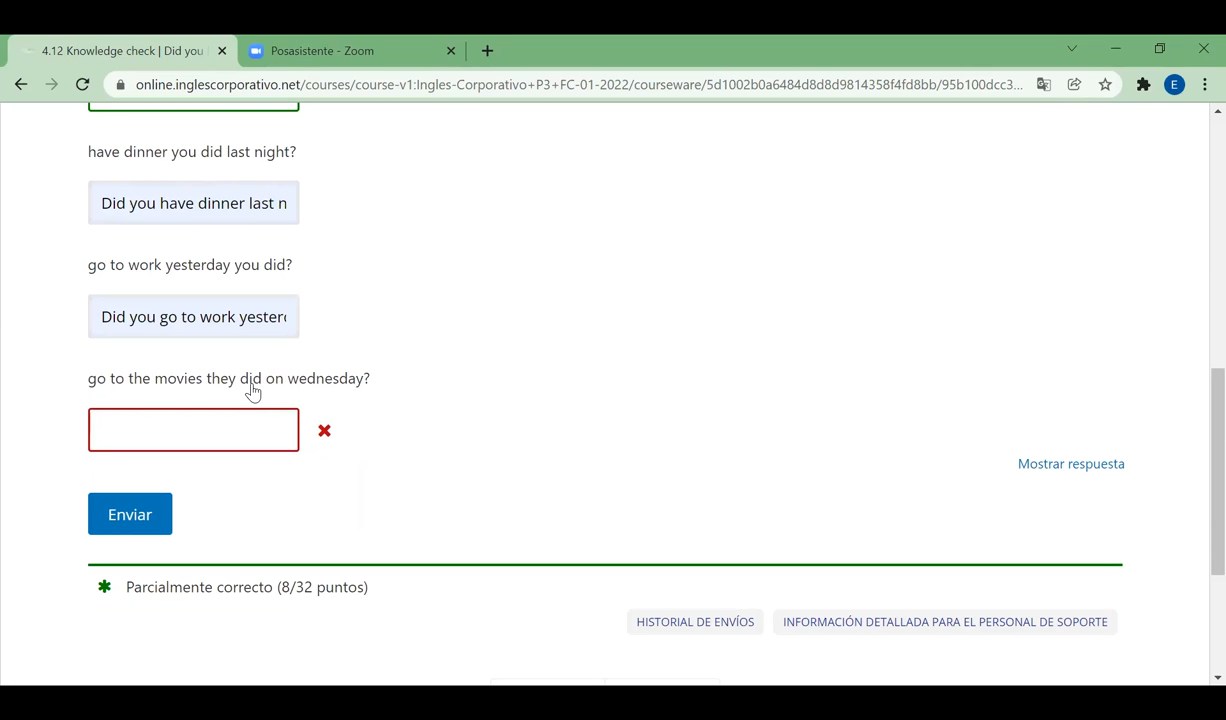 4.12 Knowledge check | Did you
Posasistente - Zoom
online.inglescorporativo.net/courses/course-v1:Ingles-Corporativo+P3+FC-01-2022/courseware/5d1002b0a6484d8d8d9814358f4fd8bb/95b100dcc3...
E
have dinner you did last night?
Did you have dinner last n
go to work yesterday you did?
Did you go to work yester
go to the movies they did on wednesday?
Mostrar respuesta
Enviar
Parcialmente correcto (8/32 puntos)
HISTORIAL DE ENVÍOS
INFORMACIÓN DETALLADA PARA EL PERSONAL DE SOPORTE